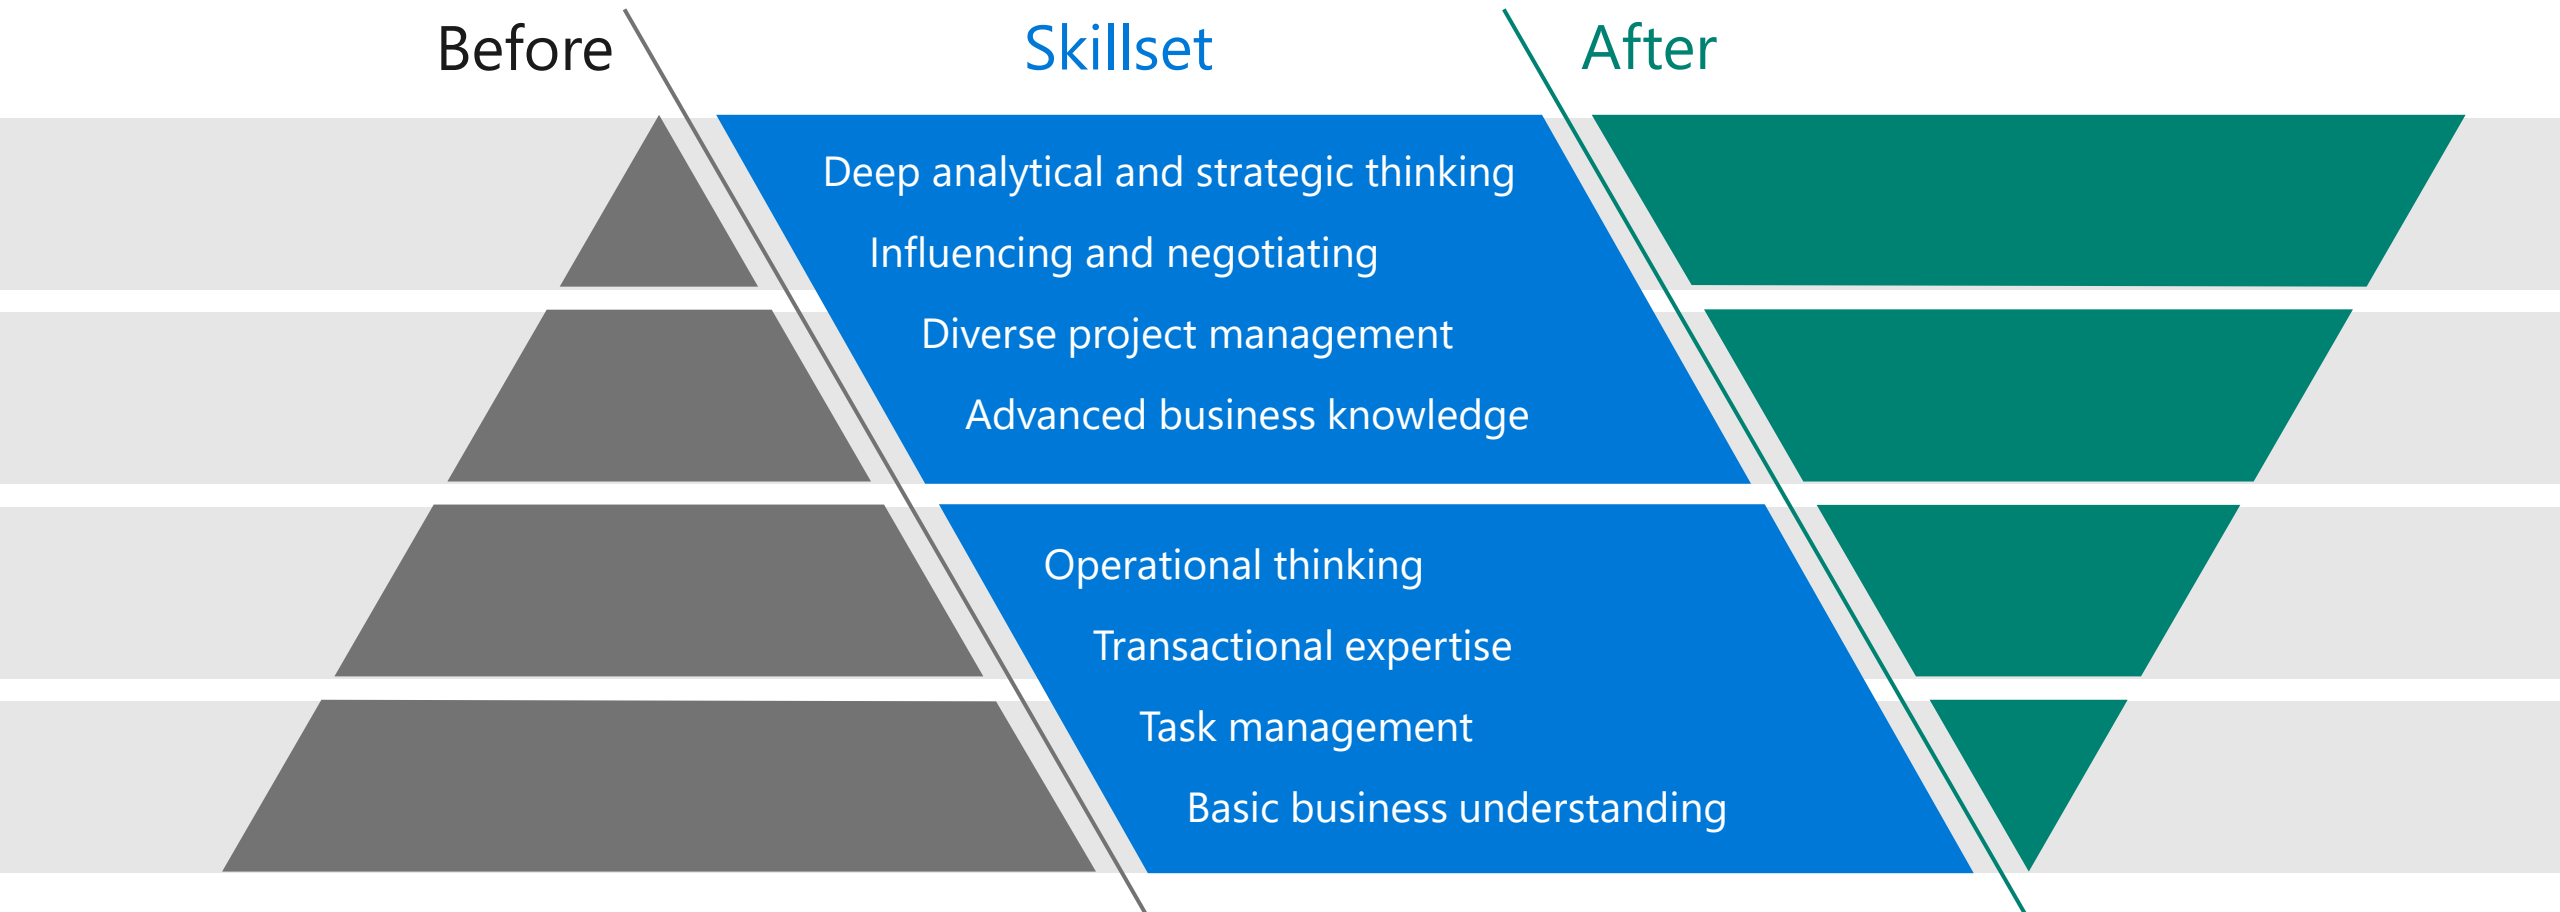 Before
Skillset
After
Deep analytical and strategic thinking
Influencing and negotiating
Diverse project management
Advanced business knowledge
Operational thinking
Transactional expertise
Task management
Basic business understanding